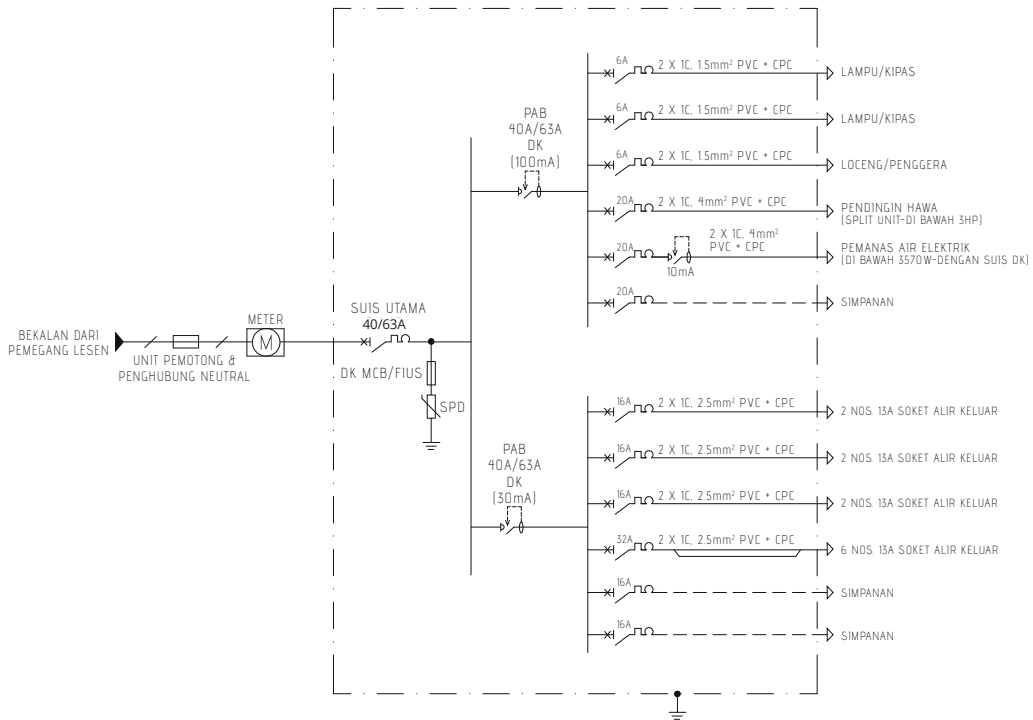 BEKALAN DARI
PEMEGANG LESEN
UNIT PEMOTONG &
PENGHUBUNG NEUTRAL
METER
M
SUIS UTAMA
40/63A
DK MCB/FIUS
SPD
PAB
40A/63A
DK
(100mA)
6A
2 X 1C, 1.5mm² PVC + CPC
LAMPU/KIPAS
6A
2 X 1C, 1.5mm² PVC + CPC
LAMPU/KIPAS
6A
2 X 1C, 1.5mm² PVC + CPC
LOCENG/PENGGERA
20A
2 X 1C, 4mm² PVC + CPC
PENDINGIN HAWA
(SPLIT UNIT-DI BAWAH 3HP)
20A
10mA
2 X 1C, 4mm²
PVC + CPC
PEMANAS AIR ELEKTRIK
(DI BAWAH 3570W-DENGAN SUIS DK)
20A
SIMPANAN
PAB
40A/63A
DK
(30mA)
16A
2 X 1C, 2.5mm² PVC + CPC
2 NOS. 13A SOKET ALIR KELUAR
16A
2 X 1C, 2.5mm² PVC + CPC
2 NOS. 13A SOKET ALIR KELUAR
16A
2 X 1C, 2.5mm² PVC + CPC
2 NOS. 13A SOKET ALIR KELUAR
32A
2 X 1C, 2.5mm² PVC + CPC
6 NOS. 13A SOKET ALIR KELUAR
16A
SIMPANAN
16A
SIMPANAN